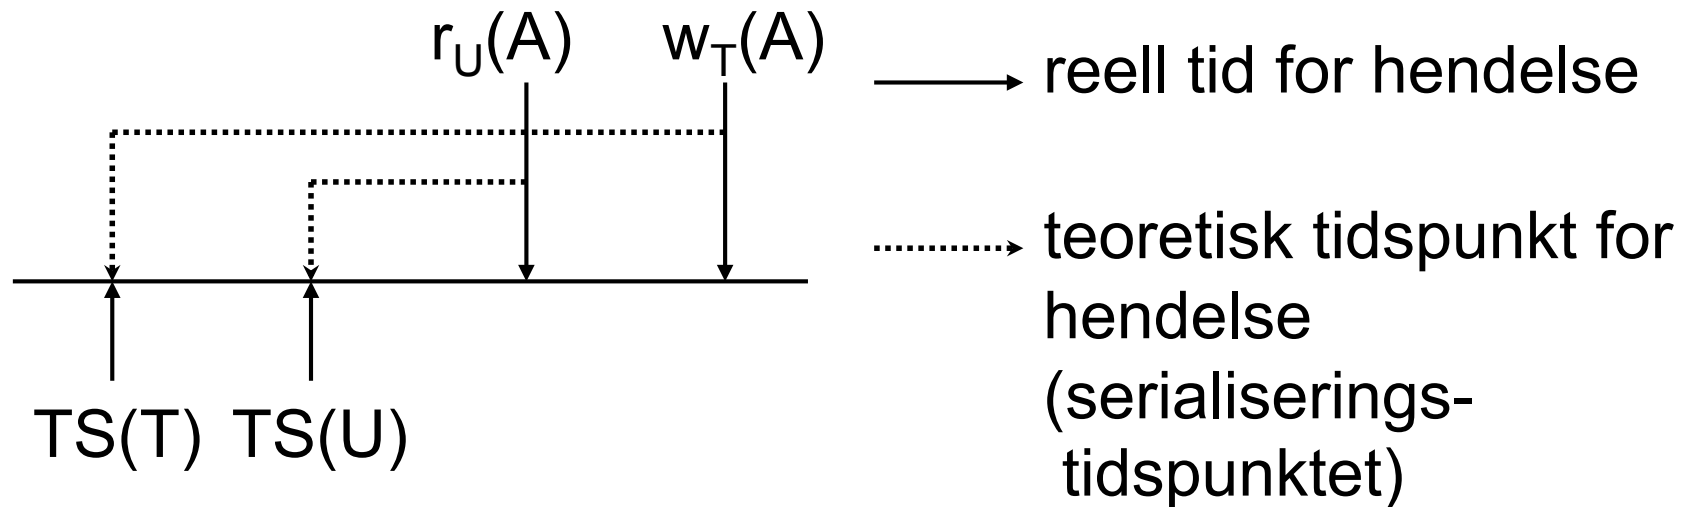 r_U(A) w_T(A)
reell tid for hendelse
teoretisk tidspunkt for
hendelse
(serialiserings-
tidspunktet)
TS(T) TS(U)